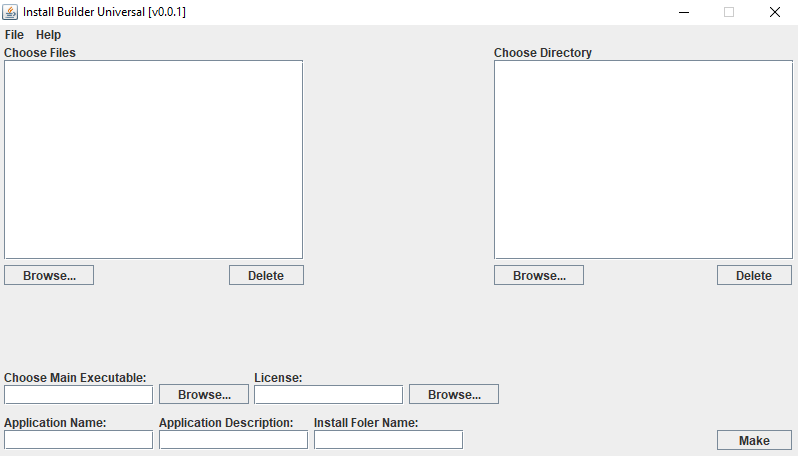 Install Builder Universal [v0.0.1]
File Help
Choose Files
Choose Directory
Browse... Delete
Browse... Delete
Choose Main Executable: License:
Browse... Browse...
Application Name: Application Description: Install Foler Name:
Make